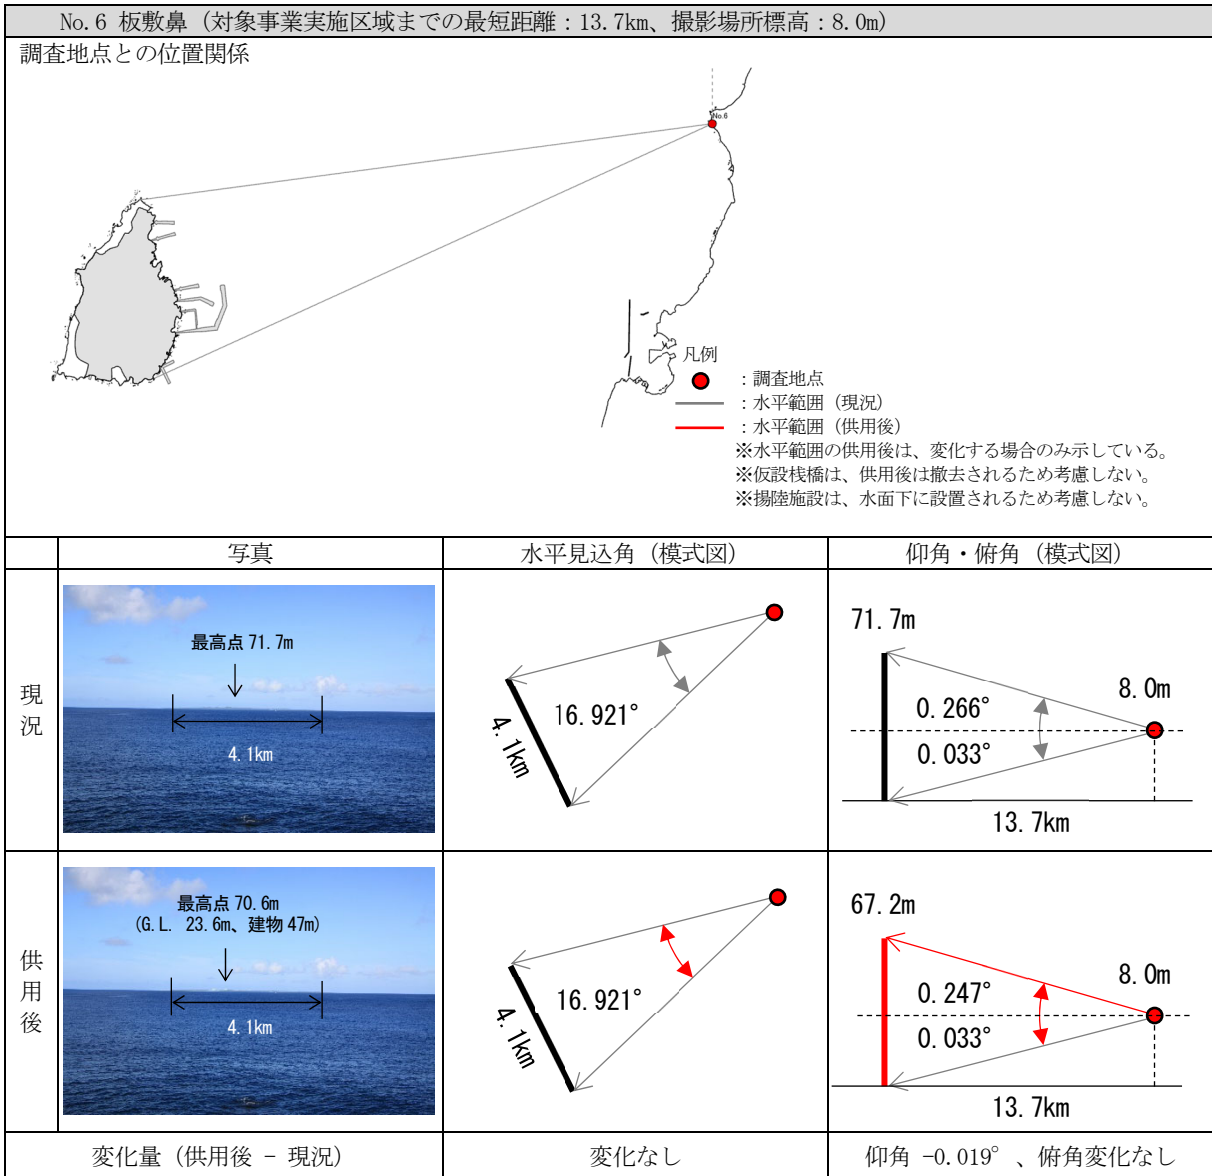 No.6 板敷鼻（対象事業実施区域までの最短距離：13.7km、撮影場所標高：8.0m）
調査地点との位置関係
No.6
凡例
：調査地点
：水平範囲（現況）
：水平範囲（供用後）
※水平範囲の供用後は、変化する場合のみ示している。
※仮設桟橋は、供用後は撤去されるため考慮しない。
※揚陸施設は、水面下に設置されるため考慮しない。
写真
水平見込角（模式図）
仰角・俯角（模式図）
現況
最高点 71.7m
4.1km
16.921°
4.1km
71.7m
8.0m
0.266°
0.033°
13.7km
供用後
最高点 70.6m
(G.L. 23.6m、建物 47m)
4.1km
16.921°
4.1km
67.2m
8.0m
0.247°
0.033°
13.7km
変化量（供用後 － 現況）
変化なし
仰角 -0.019° 、俯角変化なし